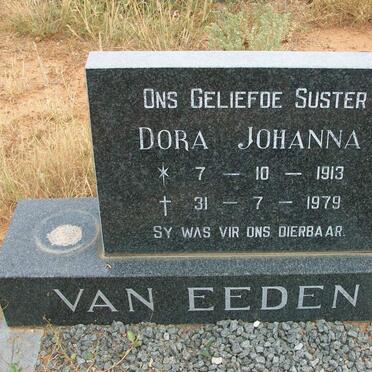 ONS GELIEFDE SUSTER
DORA JOHANNA
* 7 - 10 - 1913
† 31 - 7 - 1979
SY WAS VIR ONS DIERBAAR.
VAN EEDEN